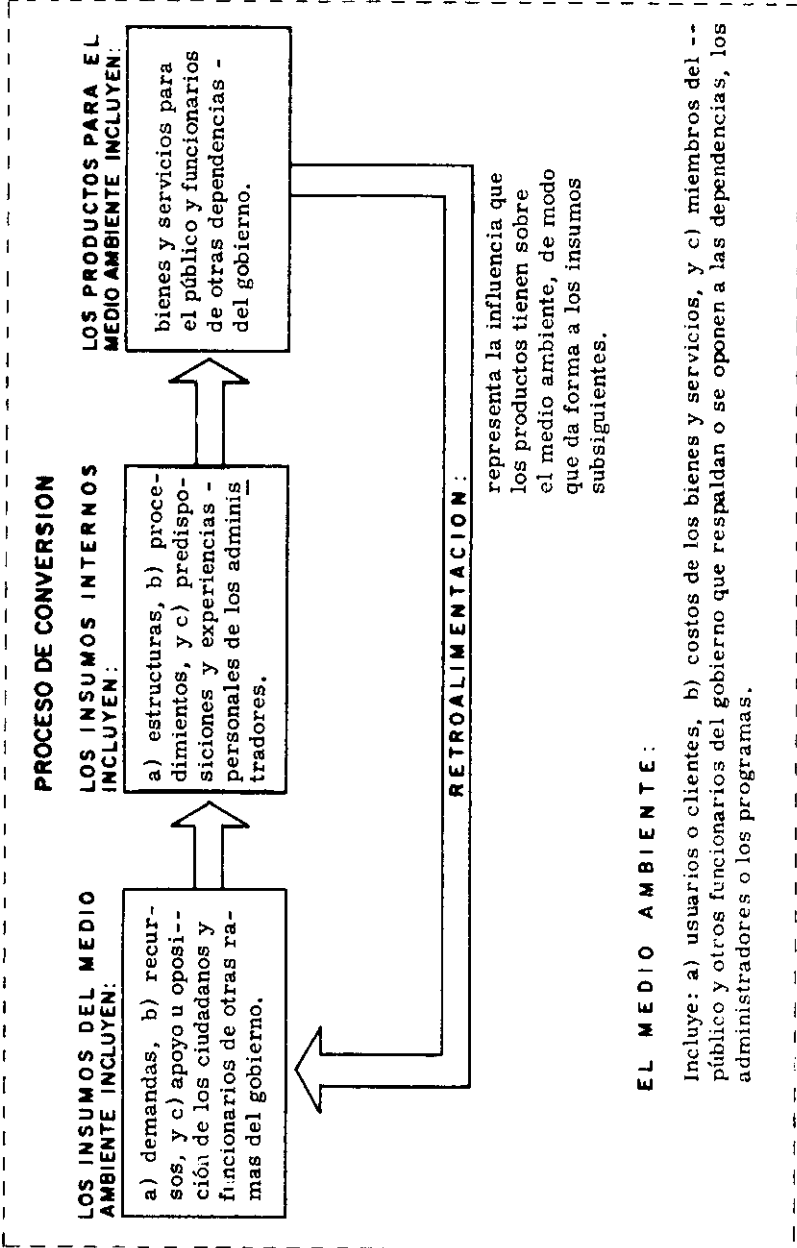 PROCESO DE CONVERSION
LOS INSUMOS DEL MEDIO
AMBIENTE INCLUYEN:
a) demandas, b) recur-
sos, y c) apoyo u oposi--
ción de los ciudadanos y
funcionarios de otras ra-
mas del gobierno.
LOS INSUMOS INTERNOS
INCLUYEN:
a) estructuras, b) proce-
dimientos, y c) predispo-
siciones y experiencias -
personales de los adminis
tradores.
LOS PRODUCTOS PARA EL
MEDIO AMBIENTE INCLUYEN:
bienes y servicios para
el público y funcionarios
de otras dependencias -
del gobierno.
RETROALIMENTACION:
representa la influencia que
los productos tienen sobre
el medio ambiente, de modo
que da forma a los insumos
subsiguientes.
EL MEDIO AMBIENTE:
Incluye: a) usuarios o clientes, b) costos de los bienes y servicios, y c) miembros del --
público y otros funcionarios del gobierno que respaldan o se oponen a las dependencias, los
administradores o los programas.